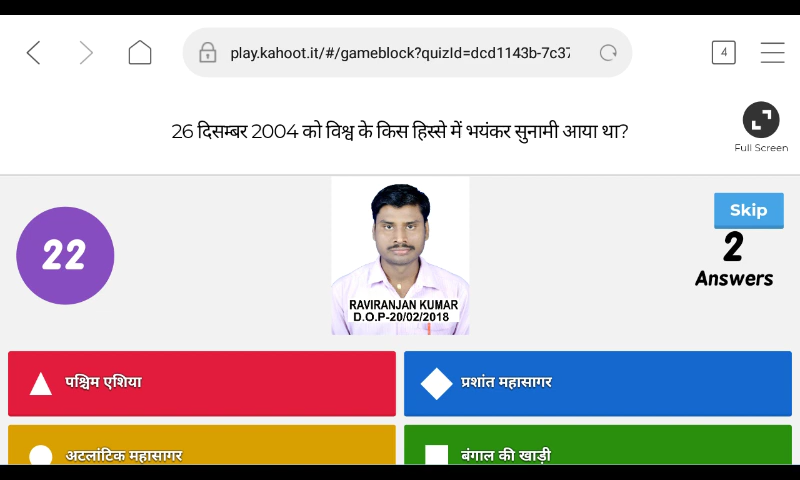 play.kahoot.it/#/gameblock?quizId=dcd1143b-7c37
4
26 दिसम्बर 2004 को विश्व के किस हिस्से में भयंकर सुनामी आया था?
Full Screen
22
Skip
2
Answers
RAVIRANJAN KUMAR
D.O.P-20/02/2018
पश्चिम एशिया
प्रशांत महासागर
अटलांटिक महासागर
बंगाल की खाड़ी